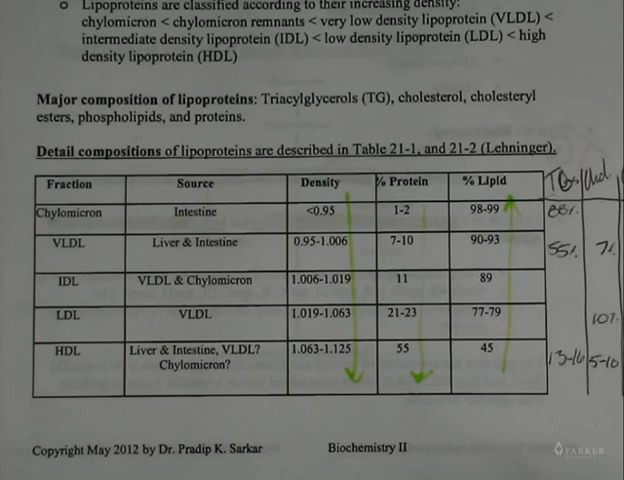 o Lipoproteins are classified according to their increasing density:
chylomicron < chylomicron remnants < very low density lipoprotein (VLDL) <
intermediate density lipoprotein (IDL) < low density lipoprotein (LDL) < high
density lipoprotein (HDL)
Major composition of lipoproteins: Triacylglycerols (TG), cholesterol, cholesteryl
esters, phospholipids, and proteins.
Detail compositions of lipoproteins are described in Table 21-1, and 21-2 (Lehninger).
Fraction Source Density % Protein % Lipid TGs/Chol.
Chylomicron Intestine <0.95 1-2 98-99 88%
VLDL Liver & Intestine 0.95-1.006 7-10 90-93 55% 7%
IDL VLDL & Chylomicron 1.006-1.019 11 89
LDL VLDL 1.019-1.063 21-23 77-79 10%
HDL Liver & Intestine, VLDL? 1.063-1.125 55 45 13-16 5-10
Chylomicron?
Copyright May 2012 by Dr. Pradip K. Sarkar Biochemistry II
PARKER